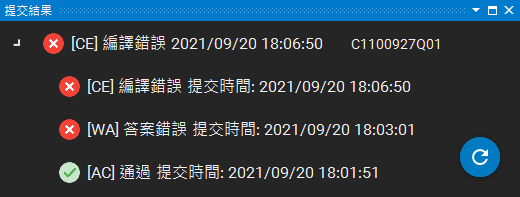 提交結果
[CE] 編譯錯誤 2021/09/20 18:06:50 C1100927Q01
[CE] 編譯錯誤 提交時間: 2021/09/20 18:06:50
[WA] 答案錯誤 提交時間: 2021/09/20 18:03:01
[AC] 通過 提交時間: 2021/09/20 18:01:51